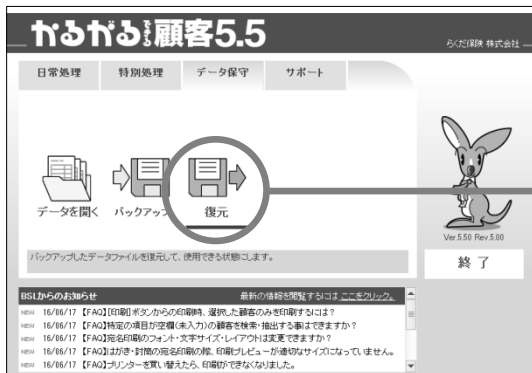 かるがるできる顧客5.5
らくだ保険 株式会社
日常処理 特別処理 データ保守 サポート
データを開く バックアップ 復元
Ver.5.50 Rev.5.00
バックアップしたデータファイルを復元して、使用できる状態にします。
終了
BSLからのお知らせ 最新の情報を閲覧するにはここをクリック。
NEW 16/06/17 【FAQ】[印刷]ボタンからの印刷時、選択した顧客のみを印刷するには？
NEW 16/06/17 【FAQ】特定の項目が空欄(未入力)の顧客を検索・抽出する事はできますか？
NEW 16/06/17 【FAQ】宛名印刷のフォント・文字サイズ・レイアウトは変更できますか？
NEW 16/06/17 【FAQ】はがき・封筒の宛名印刷の際、印刷プレビューが適切なサイズになっていません。
NEW 16/06/17 【FAQ】プリンターを買い替えたら、印刷ができなくなりました。